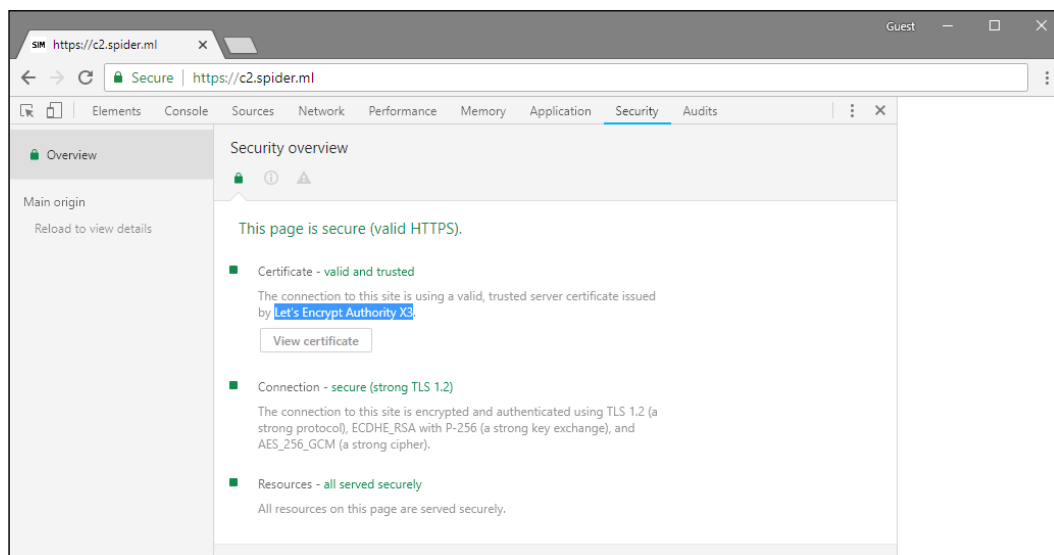 Guest
SIM https://c2.spider.ml
Secure | https://c2.spider.ml
Elements Console Sources Network Performance Memory Application Security Audits
Overview
Main origin
Reload to view details
Security overview
This page is secure (valid HTTPS).
Certificate - valid and trusted
The connection to this site is using a valid, trusted server certificate issued
by Let's Encrypt Authority X3.
View certificate
Connection - secure (strong TLS 1.2)
The connection to this site is encrypted and authenticated using TLS 1.2 (a
strong protocol), ECDHE_RSA with P-256 (a strong key exchange), and
AES_256_GCM (a strong cipher).
Resources - all served securely
All resources on this page are served securely.